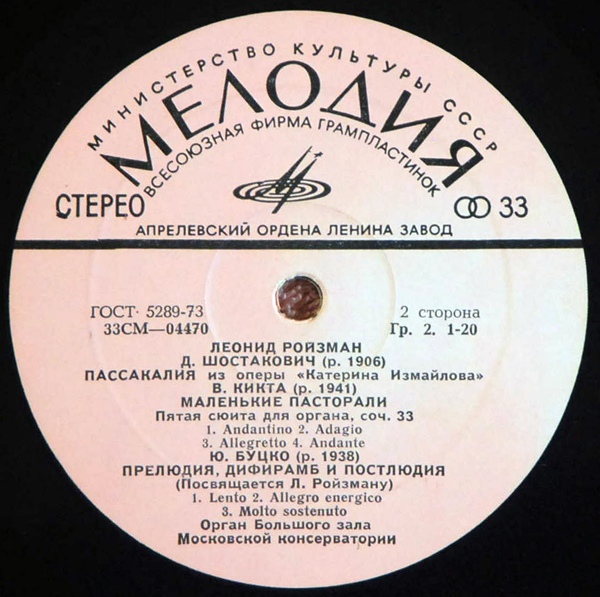 МИНИСТЕРСТВО КУЛЬТУРЫ СССР
МЕЛОДИЯ
ВСЕСОЮЗНАЯ ФИРМА ГРАМПЛАСТИНОК
СТЕРЕО 33
АПРЕЛЕВСКИЙ ОРДЕНА ЛЕНИНА ЗАВОД
ГОСТ· 5289-73 2 сторона
33СМ—04470 Гр. 2. 1-20
ЛЕОНИД РОЙЗМАН
Д. ШОСТАКОВИЧ (р. 1906)
ПАССАКАЛИЯ из оперы «Катерина Измайлова»
В. КИКТА (р. 1941)
МАЛЕНЬКИЕ ПАСТОРАЛИ
Пятая сюита для органа, соч. 33
1. Andantino 2. Adagio
3. Allegretto 4. Andante
Ю. БУЦКО (р. 1938)
ПРЕЛЮДИЯ, ДИФИРАМБ И ПОСТЛЮДИЯ
(Посвящается Л. Ройзману)
1. Lento 2. Allegro energico
3. Molto sostenuto
Орган Большого зала
Московской консерватории